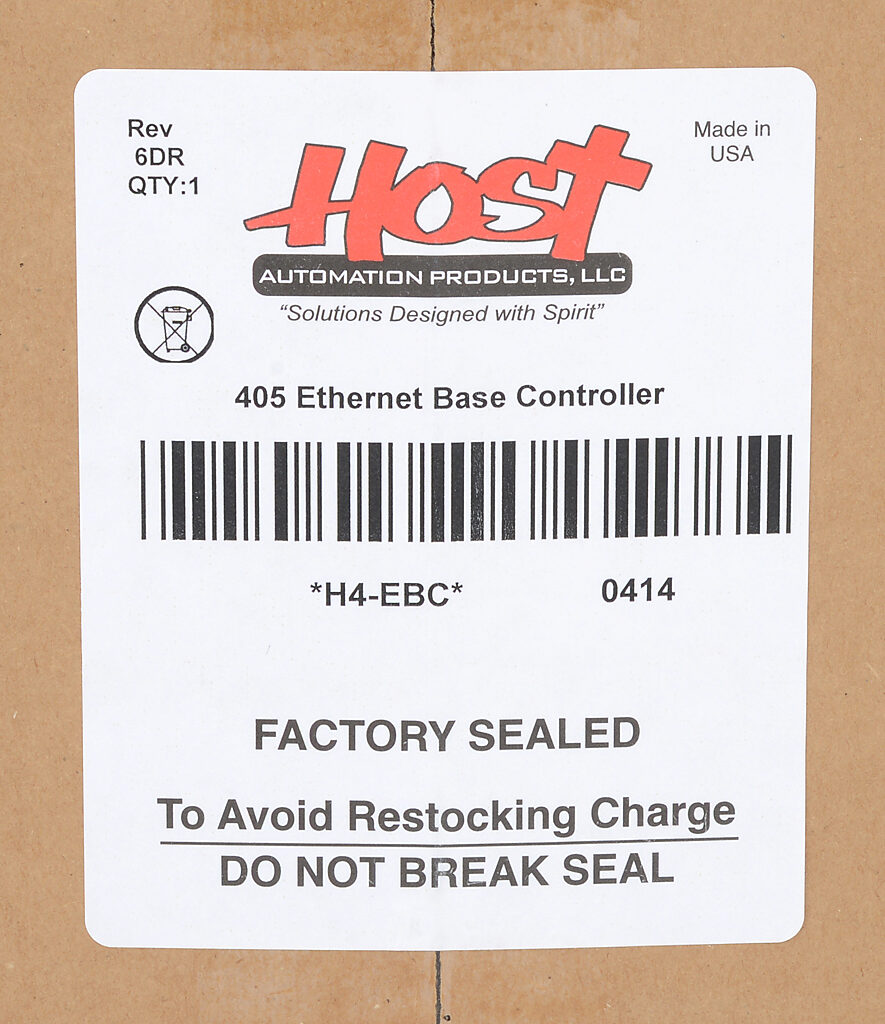 Rev
6DR
QTY:1
Made in
USA
HOST
AUTOMATION PRODUCTS, LLC
“Solutions Designed with Spirit”
405 Ethernet Base Controller
*H4-EBC* 0414
FACTORY SEALED
To Avoid Restocking Charge
DO NOT BREAK SEAL